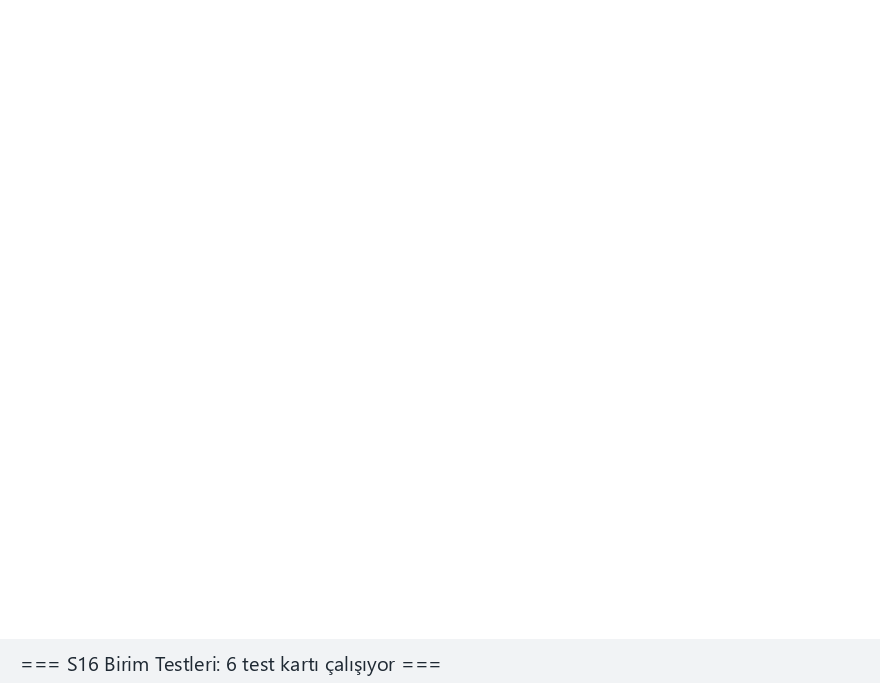 === S16 Birim Testleri: 6 test kartı çalışıyor ===